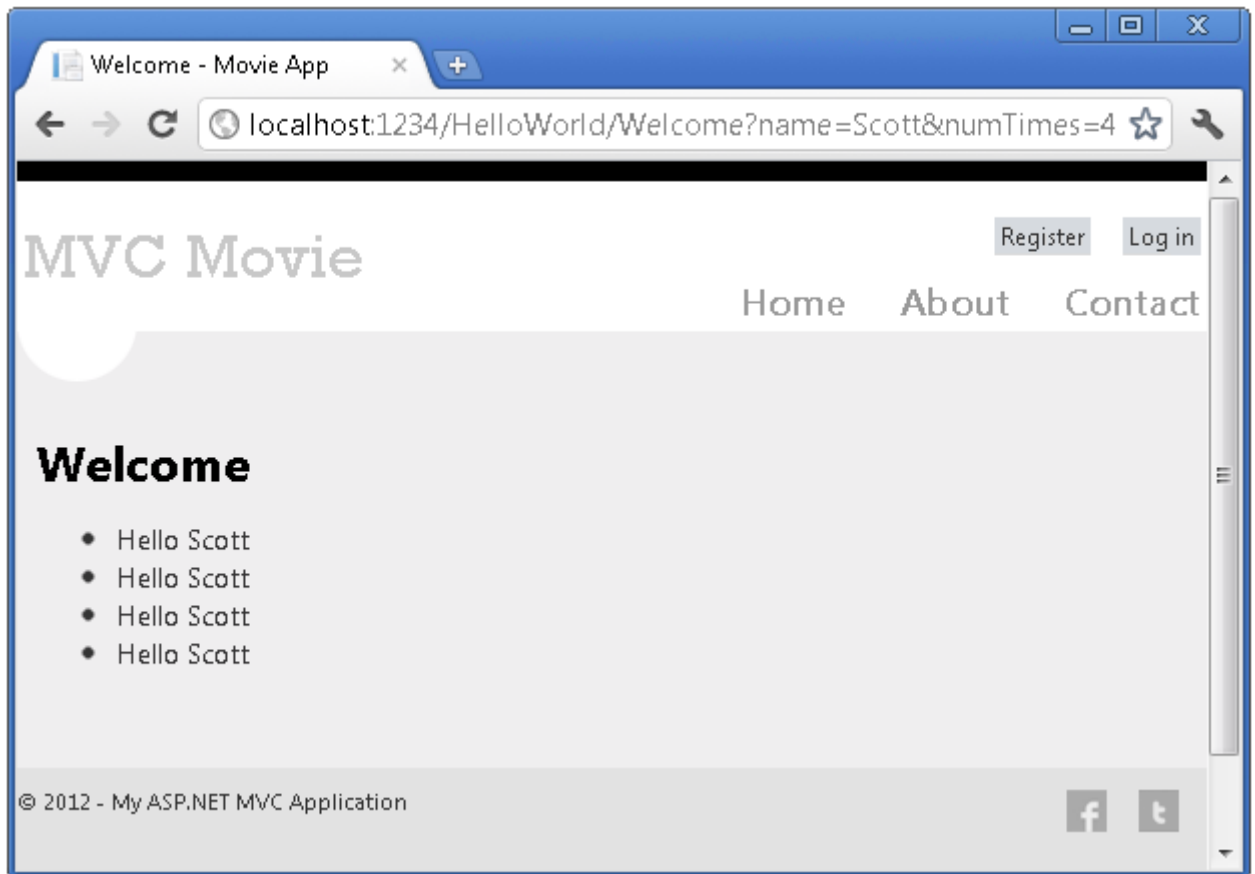 Welcome - Movie App
localhost:1234/HelloWorld/Welcome?name=Scott&numTimes=4
Register Log in
MVC Movie
Home About Contact
Welcome
• Hello Scott
• Hello Scott
• Hello Scott
• Hello Scott
© 2012 - My ASP.NET MVC Application
f t